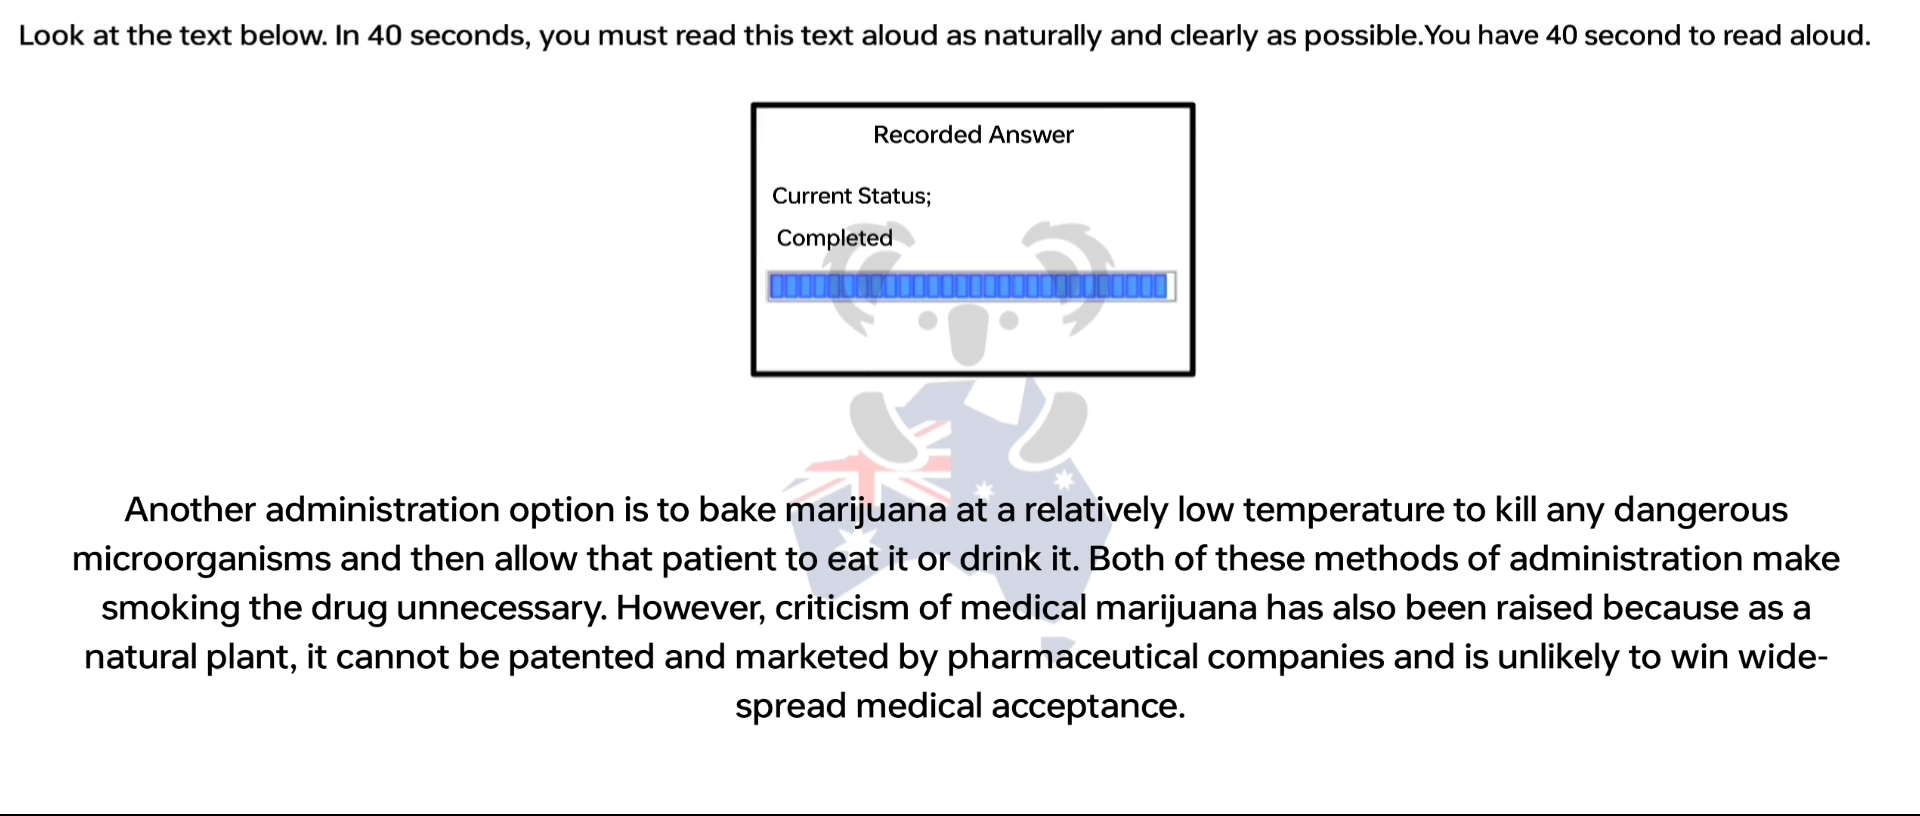 Look at the text below. In 40 seconds, you must read this text aloud as naturally and clearly as possible.You have 40 second to read aloud.
Recorded Answer
Current Status;
Completed
Another administration option is to bake marijuana at a relatively low temperature to kill any dangerous
microorganisms and then allow that patient to eat it or drink it. Both of these methods of administration make
smoking the drug unnecessary. However, criticism of medical marijuana has also been raised because as a
natural plant, it cannot be patented and marketed by pharmaceutical companies and is unlikely to win wide-
spread medical acceptance.